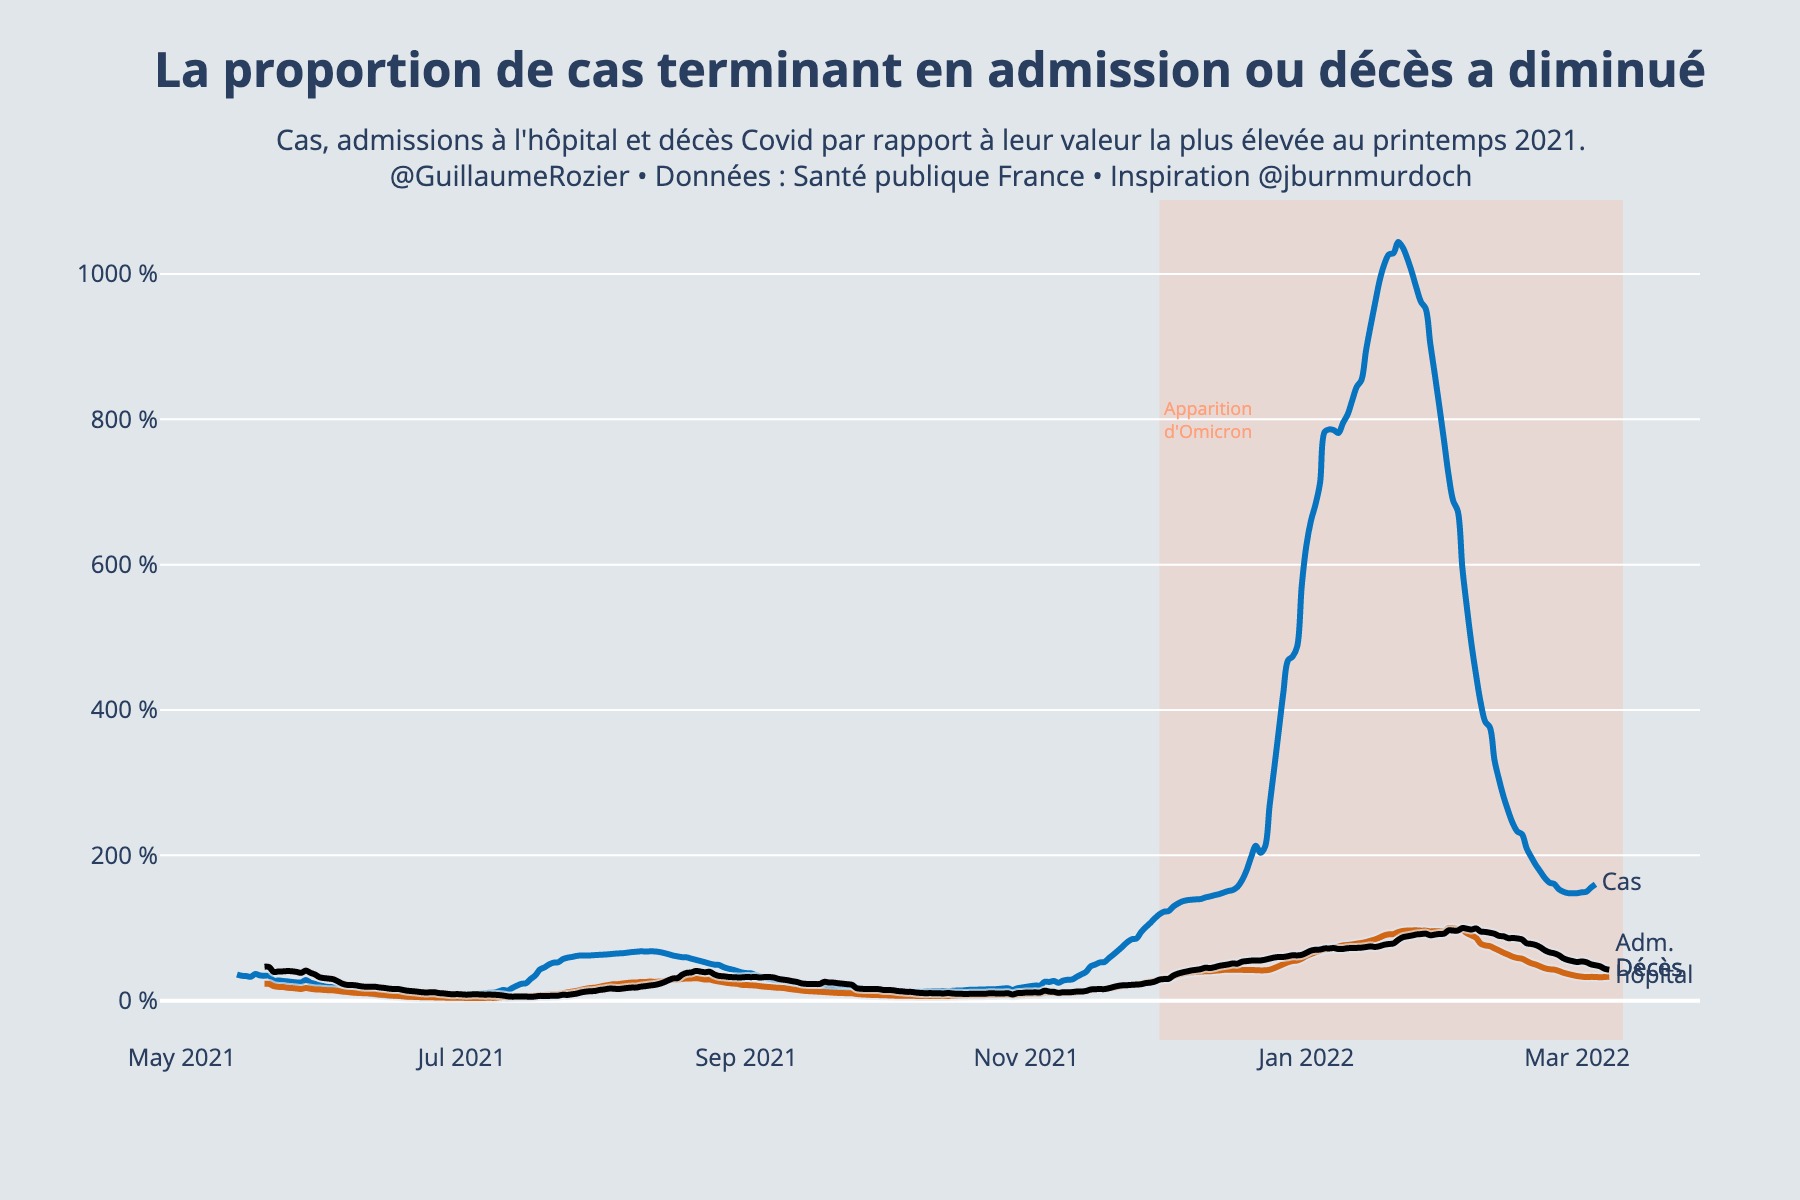 La proportion de cas terminant en admission ou décès a diminué
Cas, admissions à l'hôpital et décès Covid par rapport à leur valeur la plus élevée au printemps 2021.
@GuillaumeRozier • Données : Santé publique France • Inspiration @jburnmurdoch
1000 %
800 %
600 %
400 %
200 %
0 %
Apparition
d'Omicron
Cas
Adm.
Décès
hôpital
May 2021
Jul 2021
Sep 2021
Nov 2021
Jan 2022
Mar 2022